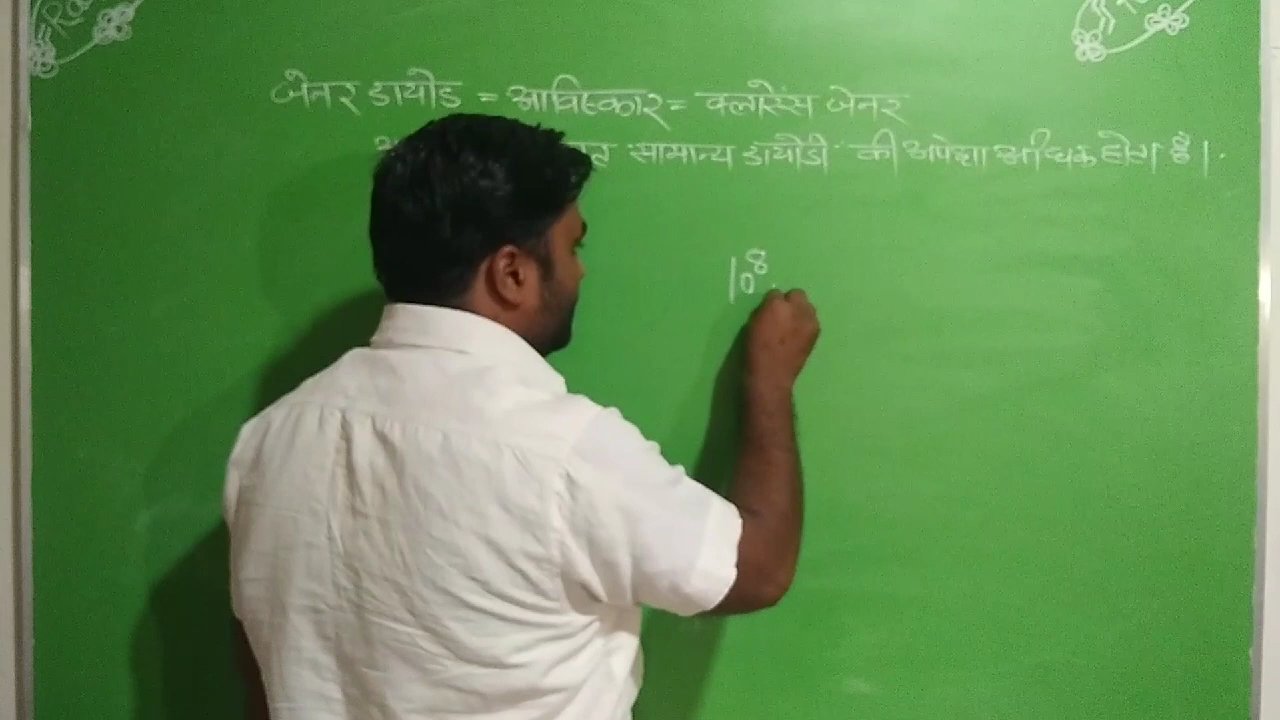 जेनर डायोड = आविष्कार = क्लोरेंस जेनर
सामान्य डायोडो की अपेक्षा अधिक होता है।
10⁸